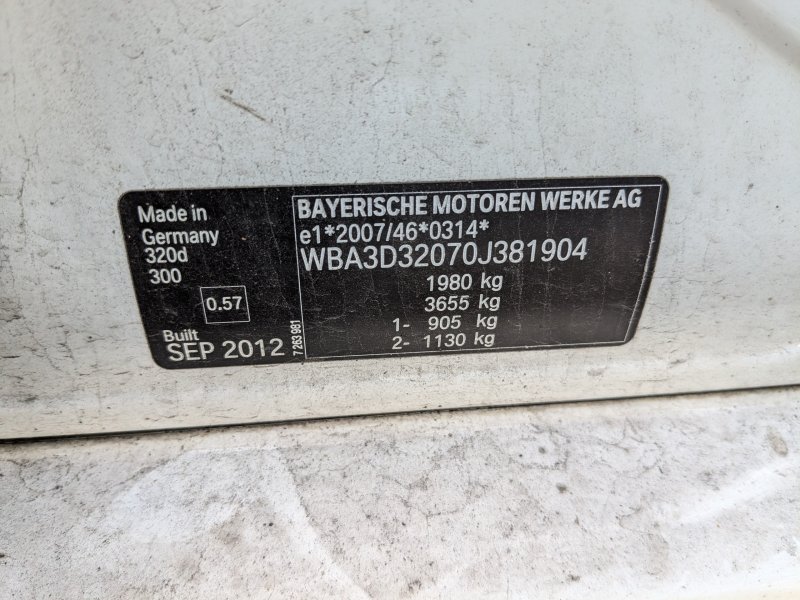 Made in
Germany
320d
300
0.57
Built
SEP 2012
7 263 981
BAYERISCHE MOTOREN WERKE AG
e1*2007/46*0314*
WBA3D32070J381904
1980 kg
3655 kg
1- 905 kg
2- 1130 kg